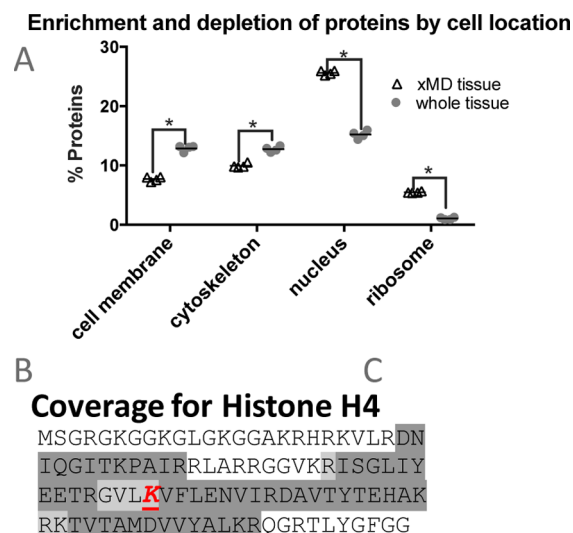 Enrichment and depletion of proteins by cell location
A
% Proteins
30
20
10
0
*
*
*
*
xMD tissue
whole tissue
cell membrane
cytoskeleton
nucleus
ribosome
B
C
Coverage for Histone H4
MSGRGKGGKGLGKGGAKRHRKVLRDN
IQGITKPAIRRLARRGGVKRISGLIY
EETRGVLKVFLENVIRDAVTYTEHAK
RKTVTAMDVVYALKRQGRTLYGFGG